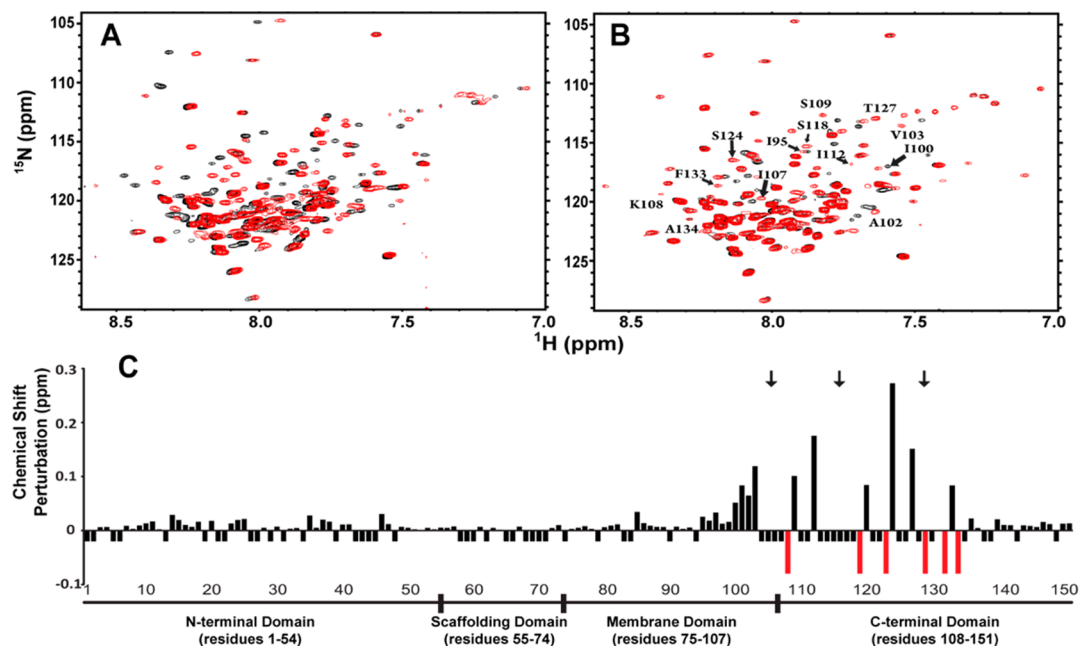 A
B
105
110
115
120
125
¹⁵N (ppm)
8.5
8.0
7.5
7.0
105
110
115
120
125
8.5
8.0
7.5
7.0
¹H (ppm)
S109
T127
S118
S124
I95
V103
I112
I100
F133
I107
K108
A102
A134
C
Chemical Shift
Perturbation (ppm)
0.3
0.2
0.1
0
-0.1
1
10
20
30
40
50
60
70
80
90
100
110
120
130
140
150
N-terminal Domain
(residues 1-54)
Scaffolding Domain
(residues 55-74)
Membrane Domain
(residues 75-107)
C-terminal Domain
(residues 108-151)